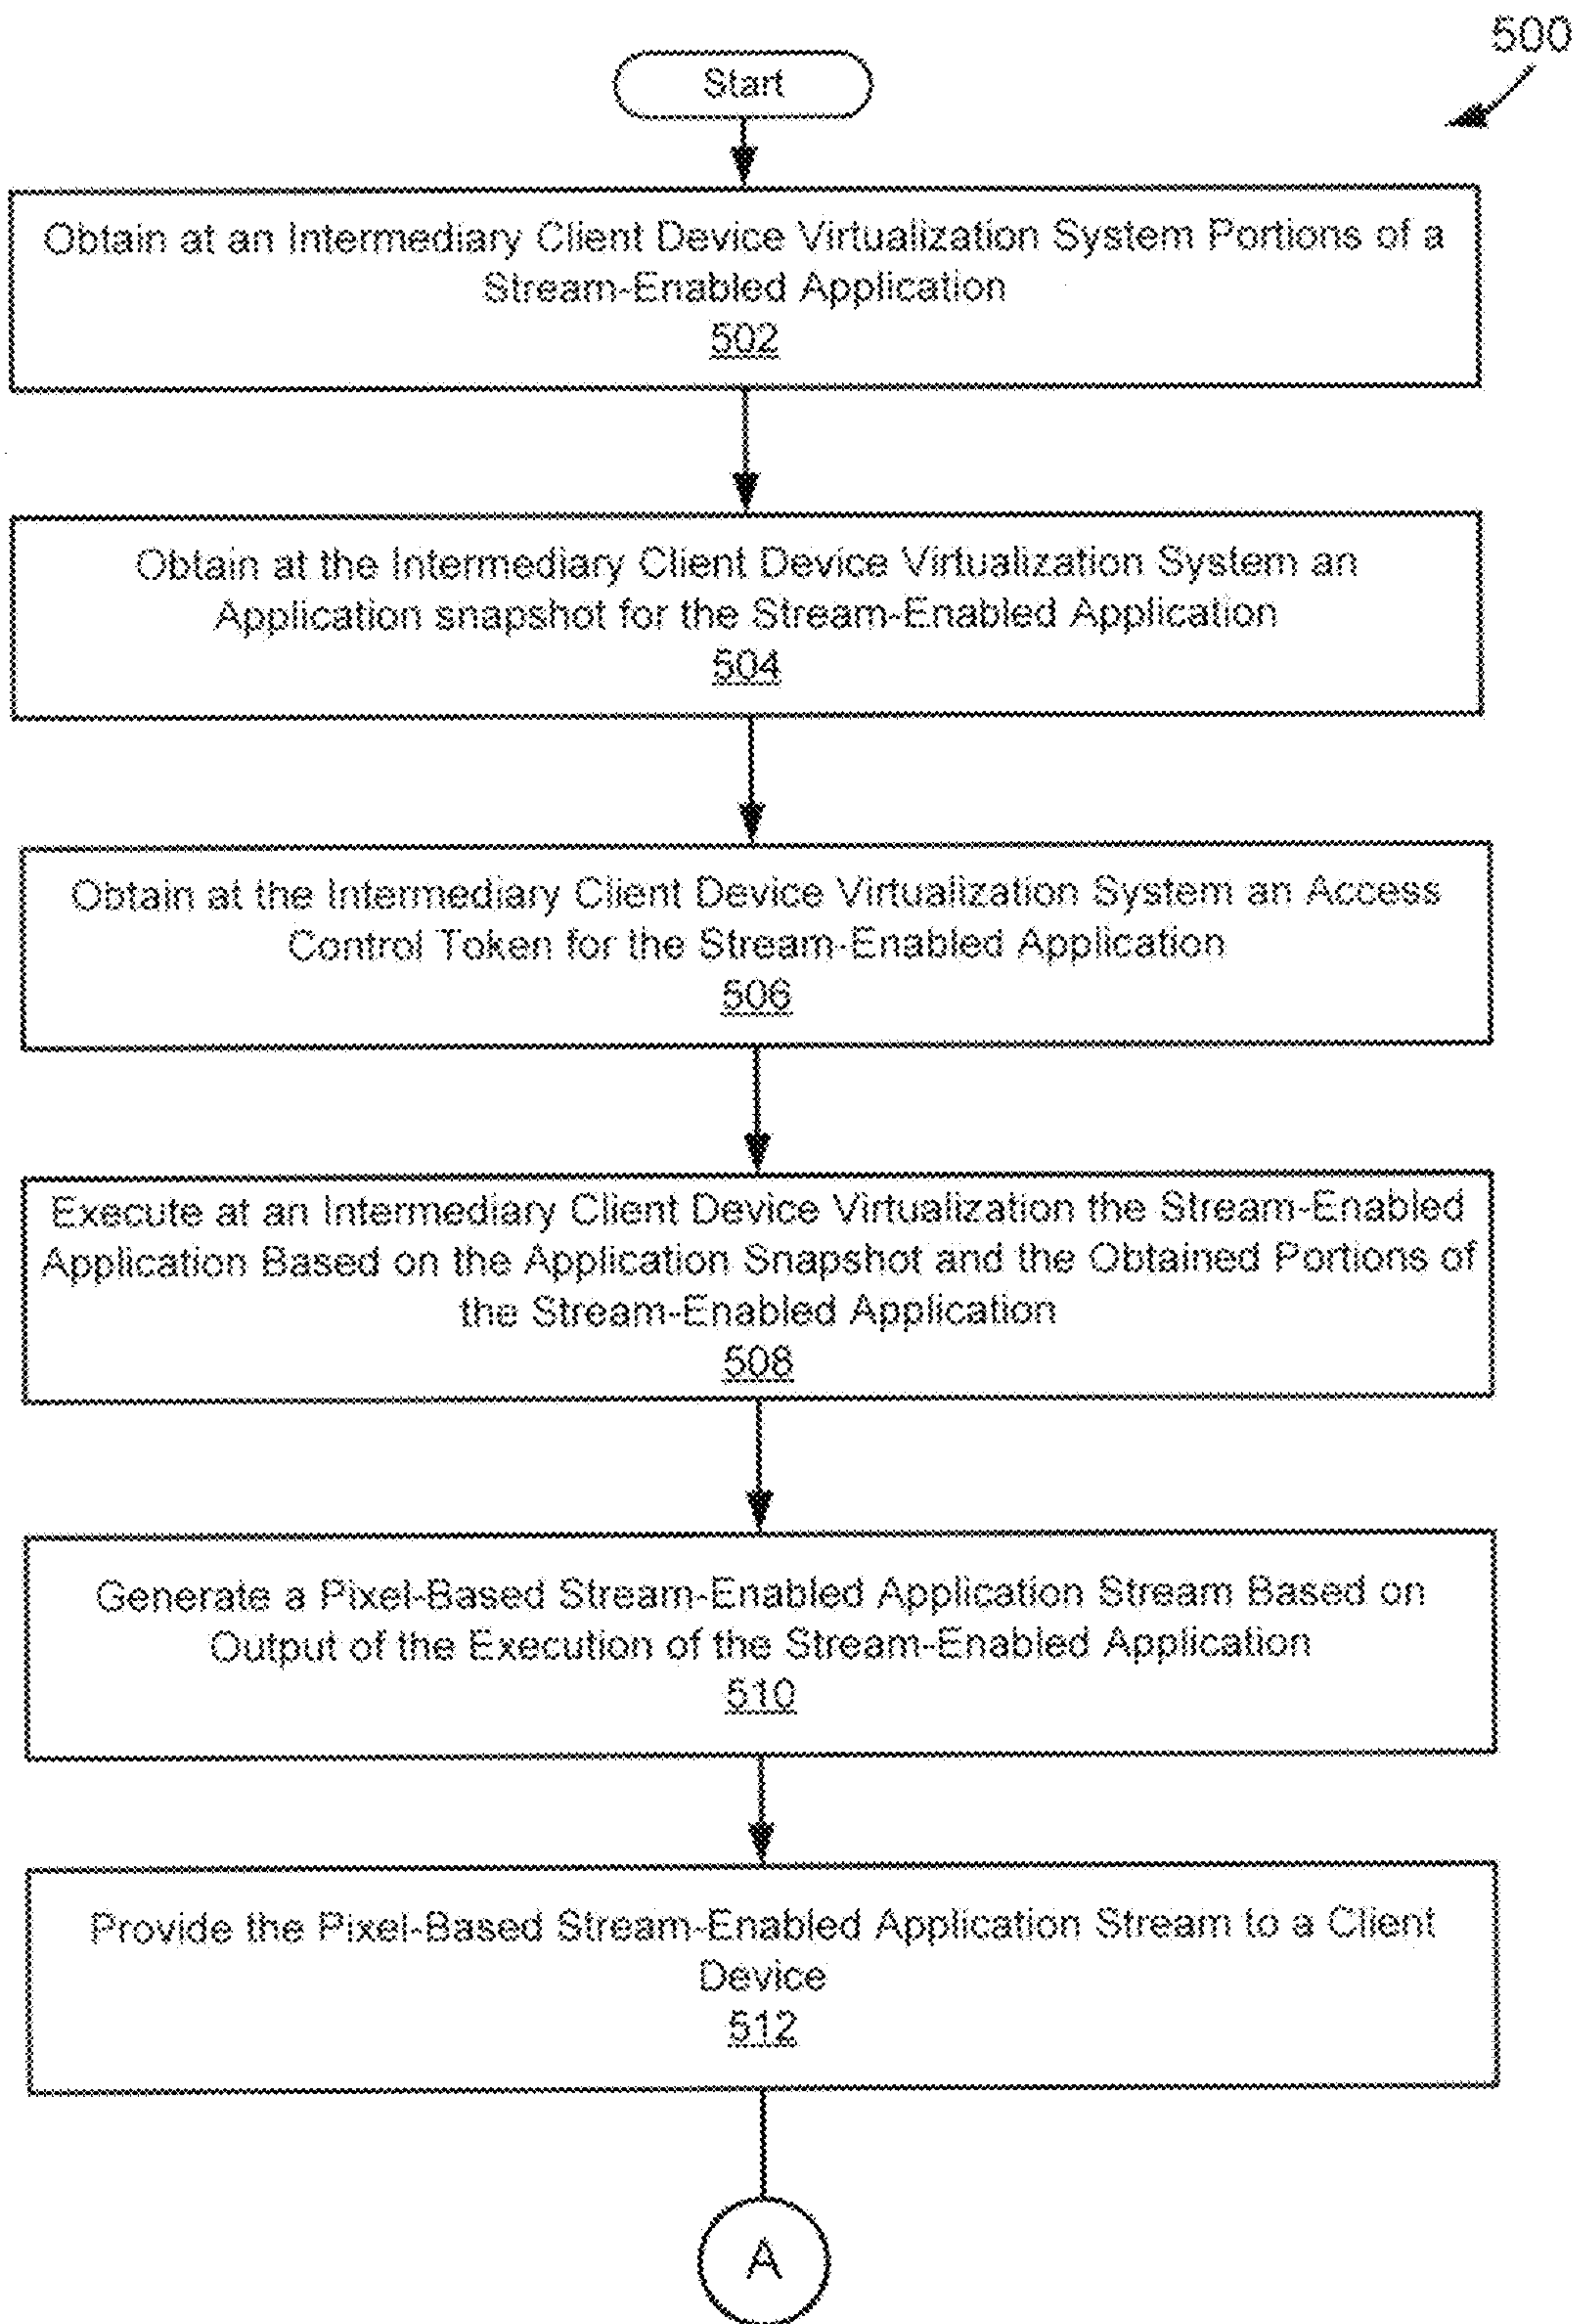 500
Start
Obtain at an Intermediary Client Device Virtualization System Portions of a
Stream-Enabled Application
502
Obtain at the Intermediary Client Device Virtualization System an
Application snapshot for the Stream-Enabled Application
504
Obtain at the Intermediary Client Device Virtualization System an Access
Control Token for the Stream-Enabled Application
506
Execute at an Intermediary Client Device Virtualization the Stream-Enabled
Application Based on the Application Snapshot and the Obtained Portions of
the Stream-Enabled Application
508
Generate a Pixel-Based Stream-Enabled Application Stream Based on
Output of the Execution of the Stream-Enabled Application
510
Provide the Pixel-Based Stream-Enabled Application Stream to a Client
Device
512
A